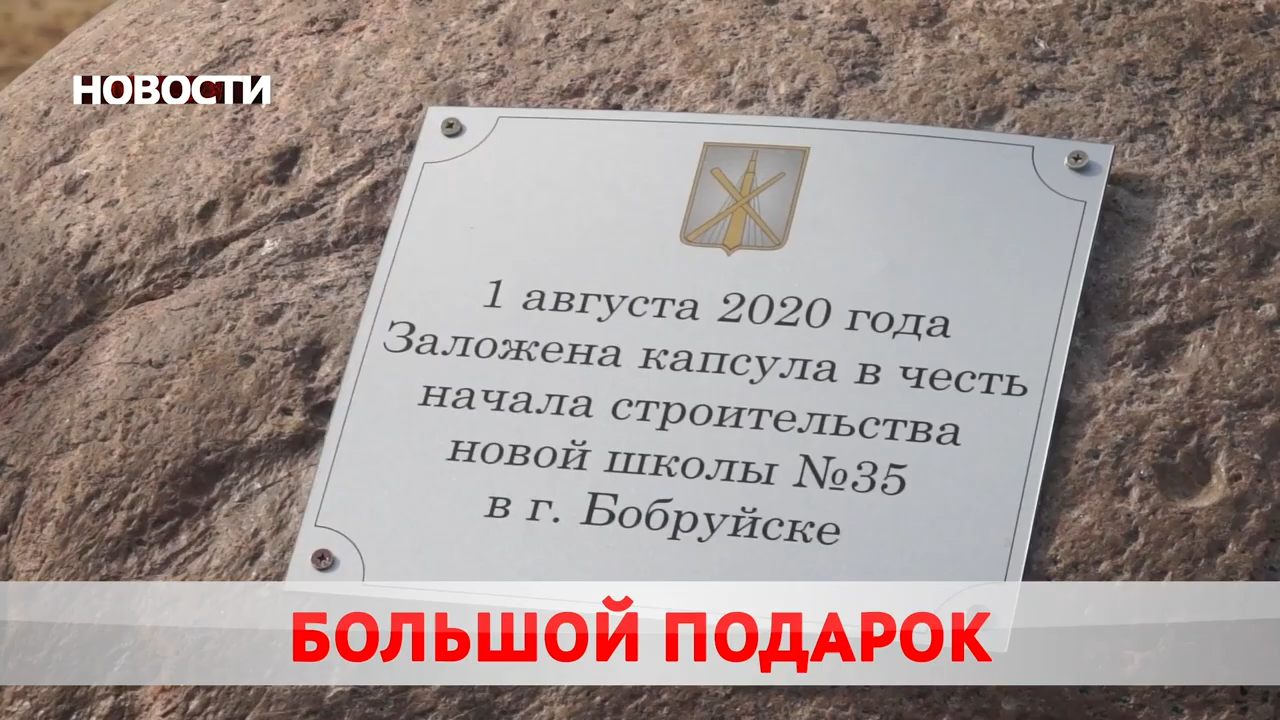 НОВОСТИ
1 августа 2020 года
Заложена капсула в честь
начала строительства
новой школы №35
в г. Бобруйске
БОЛЬШОЙ ПОДАРОК